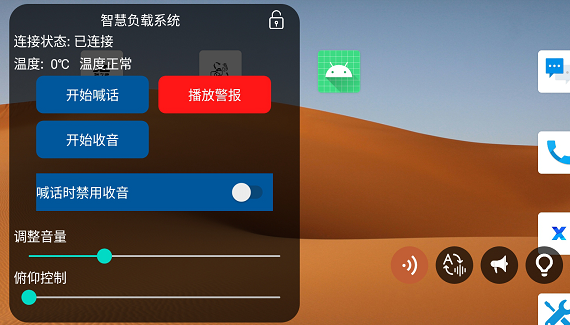 智慧负载系统
连接状态: 已连接
温度: 0℃ 温度正常
开始喊话 播放警报
开始收音
喊话时禁用收音
调整音量
俯仰控制